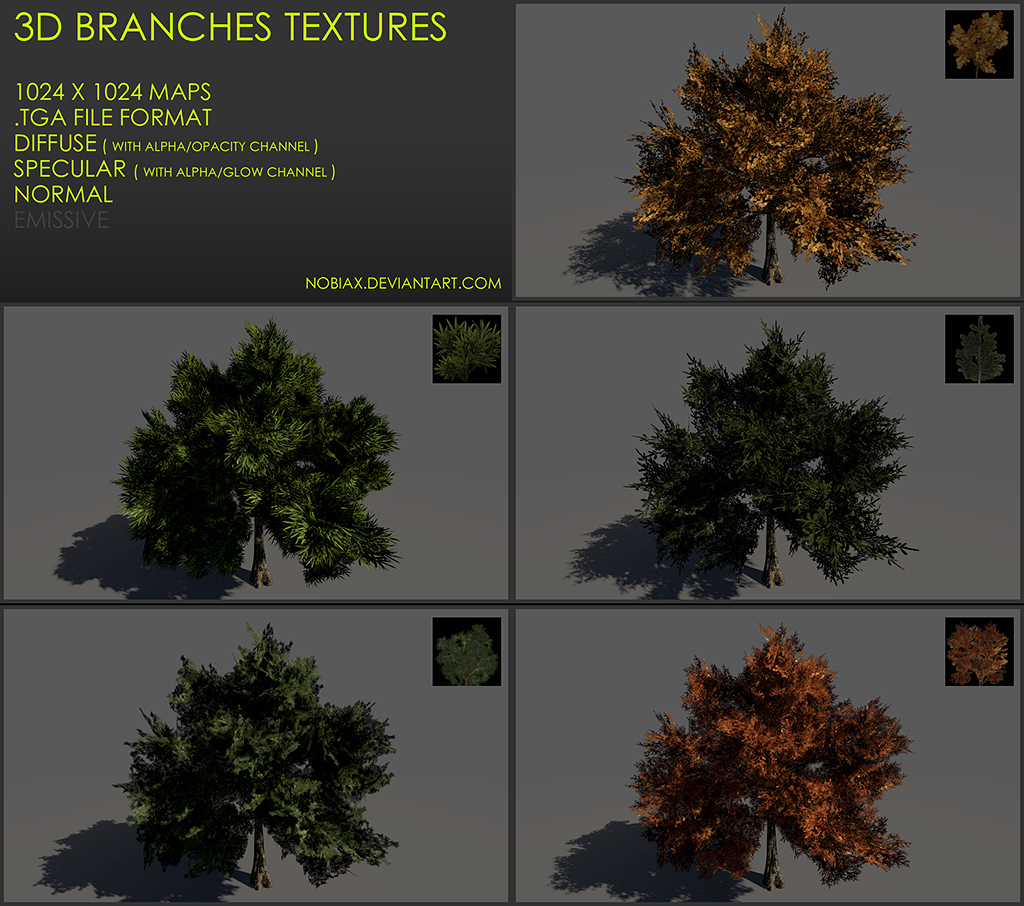 3D BRANCHES TEXTURES
1024 X 1024 MAPS
.TGA FILE FORMAT
DIFFUSE ( WITH ALPHA/OPACITY CHANNEL )
SPECULAR ( WITH ALPHA/GLOW CHANNEL )
NORMAL
EMISSIVE
NOBIAX.DEVIANTART.COM